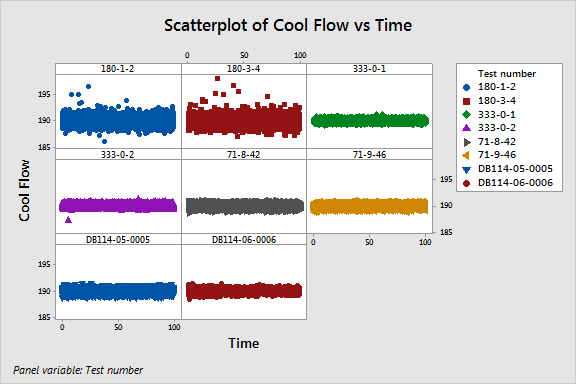 Scatterplot of Cool Flow vs Time
0 50 100
180-1-2 180-3-4 333-0-1
195
190
185
333-0-2 71-8-42 71-9-46
195
190
185
0 50 100
DB114-05-0005 DB114-06-0006
195
190
185
0 50 100
Cool Flow
Time
Test number
180-1-2
180-3-4
333-0-1
333-0-2
71-8-42
71-9-46
DB114-05-0005
DB114-06-0006
Panel variable: Test number